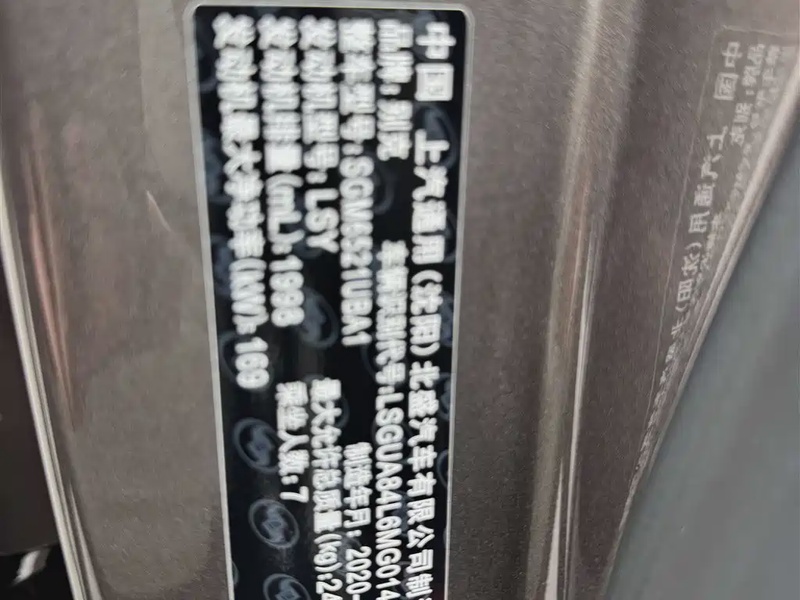 中国 上汽通用(沈阳)北盛汽车有限公司制造
品牌:别克 车辆识别代号:LSGUA84L6MG014
整车型号:SGM6521UBA1 制造年月:2020-
发动机型号:LSY 最大允许总质量(kg):24
发动机排量(mL):1998 乘坐人数:7
发动机最大净功率(kW):169